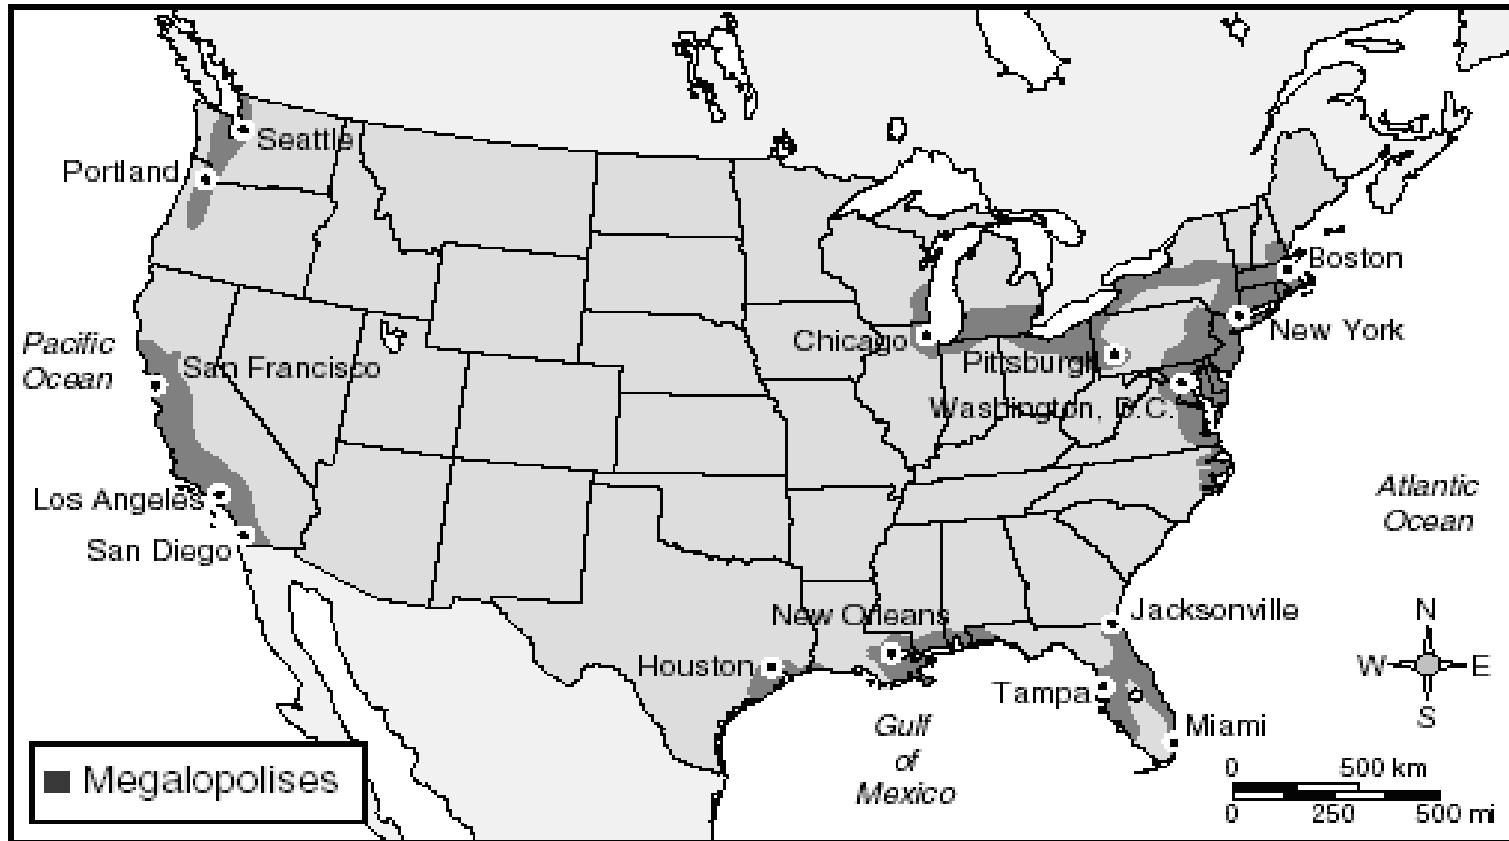 Seattle
Portland
Boston
New York
Chicago
Pittsburgh
Pacific
Ocean
San Francisco
Washington, D.C.
Los Angeles
San Diego
Atlantic
Ocean
New Orleans
Jacksonville
Houston
Tampa
Miami
Gulf
of
Mexico
N
W
E
S
Megalopolises
0 500 km
0 250 500 mi